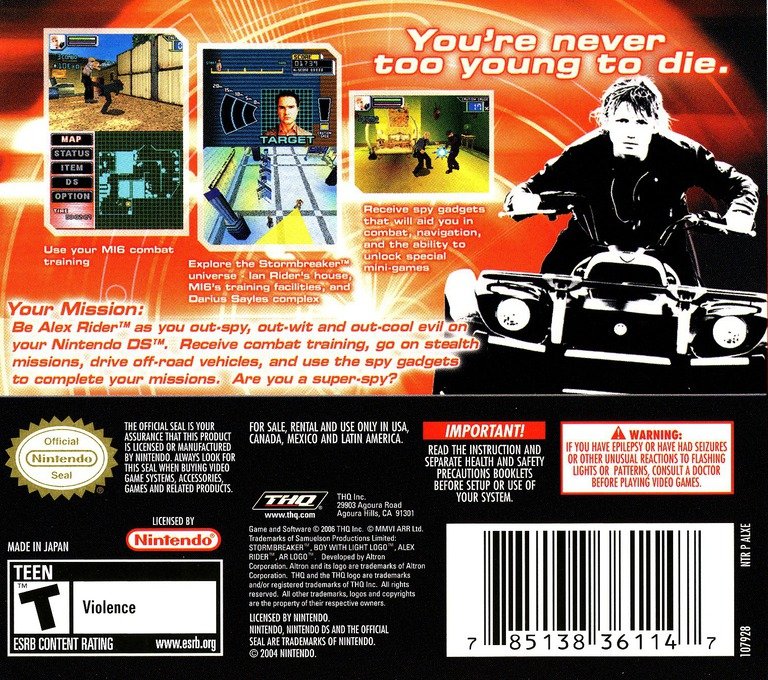 You're never
too young to die.
SCORE
01739
TARGET
MAP
STATUS
ITEM
DS
OPTION
TIME
Use your MI6 combat
training
Explore the Stormbreaker™
universe - Ian Rider's house,
MI6's training facilities, and
Darius Sayles complex
Receive spy gadgets
that will aid you in
combat, navigation,
and the ability to
unlock special
mini-games
Your Mission:
Be Alex Rider™ as you out-spy, out-wit and out-cool evil on
your Nintendo DS™. Receive combat training, go on stealth
missions, drive off-road vehicles, and use the spy gadgets
to complete your missions. Are you a super-spy?
Official
Nintendo
Seal
®
THE OFFICIAL SEAL IS YOUR
ASSURANCE THAT THIS PRODUCT
IS LICENSED OR MANUFACTURED
BY NINTENDO. ALWAYS LOOK FOR
THIS SEAL WHEN BUYING VIDEO
GAME SYSTEMS, ACCESSORIES,
GAMES AND RELATED PRODUCTS.
FOR SALE, RENTAL AND USE ONLY IN USA,
CANADA, MEXICO AND LATIN AMERICA.
IMPORTANT!
READ THE INSTRUCTION AND
SEPARATE HEALTH AND SAFETY
PRECAUTIONS BOOKLETS
BEFORE SETUP OR USE OF
YOUR SYSTEM.
WARNING:
IF YOU HAVE EPILEPSY OR HAVE HAD SEIZURES
OR OTHER UNUSUAL REACTIONS TO FLASHING
LIGHTS OR PATTERNS, CONSULT A DOCTOR
BEFORE PLAYING VIDEO GAMES.
THQ®
www.thq.com
THQ Inc.
29903 Agoura Road
Agoura Hills, CA 91301
LICENSED BY
Nintendo®
MADE IN JAPAN
TEEN
T™
Violence
ESRB CONTENT RATING www.esrb.org
Game and Software © 2006 THQ Inc. © MMVI ARR Ltd.
Trademarks of Samuelson Productions Limited:
STORMBREAKER™, BOY WITH LIGHT LOGO™, ALEX
RIDER™, AR LOGO™. Developed by Altron
Corporation. Altron and its logo are trademarks of Altron
Corporation. THQ and the THQ logo are trademarks
and/or registered trademarks of THQ Inc. All rights
reserved. All other trademarks, logos and copyrights
are the property of their respective owners.
LICENSED BY NINTENDO.
NINTENDO, NINTENDO DS AND THE OFFICIAL
SEAL ARE TRADEMARKS OF NINTENDO.
© 2004 NINTENDO.
7 85138 36114 7
NTR P ALXE
107928